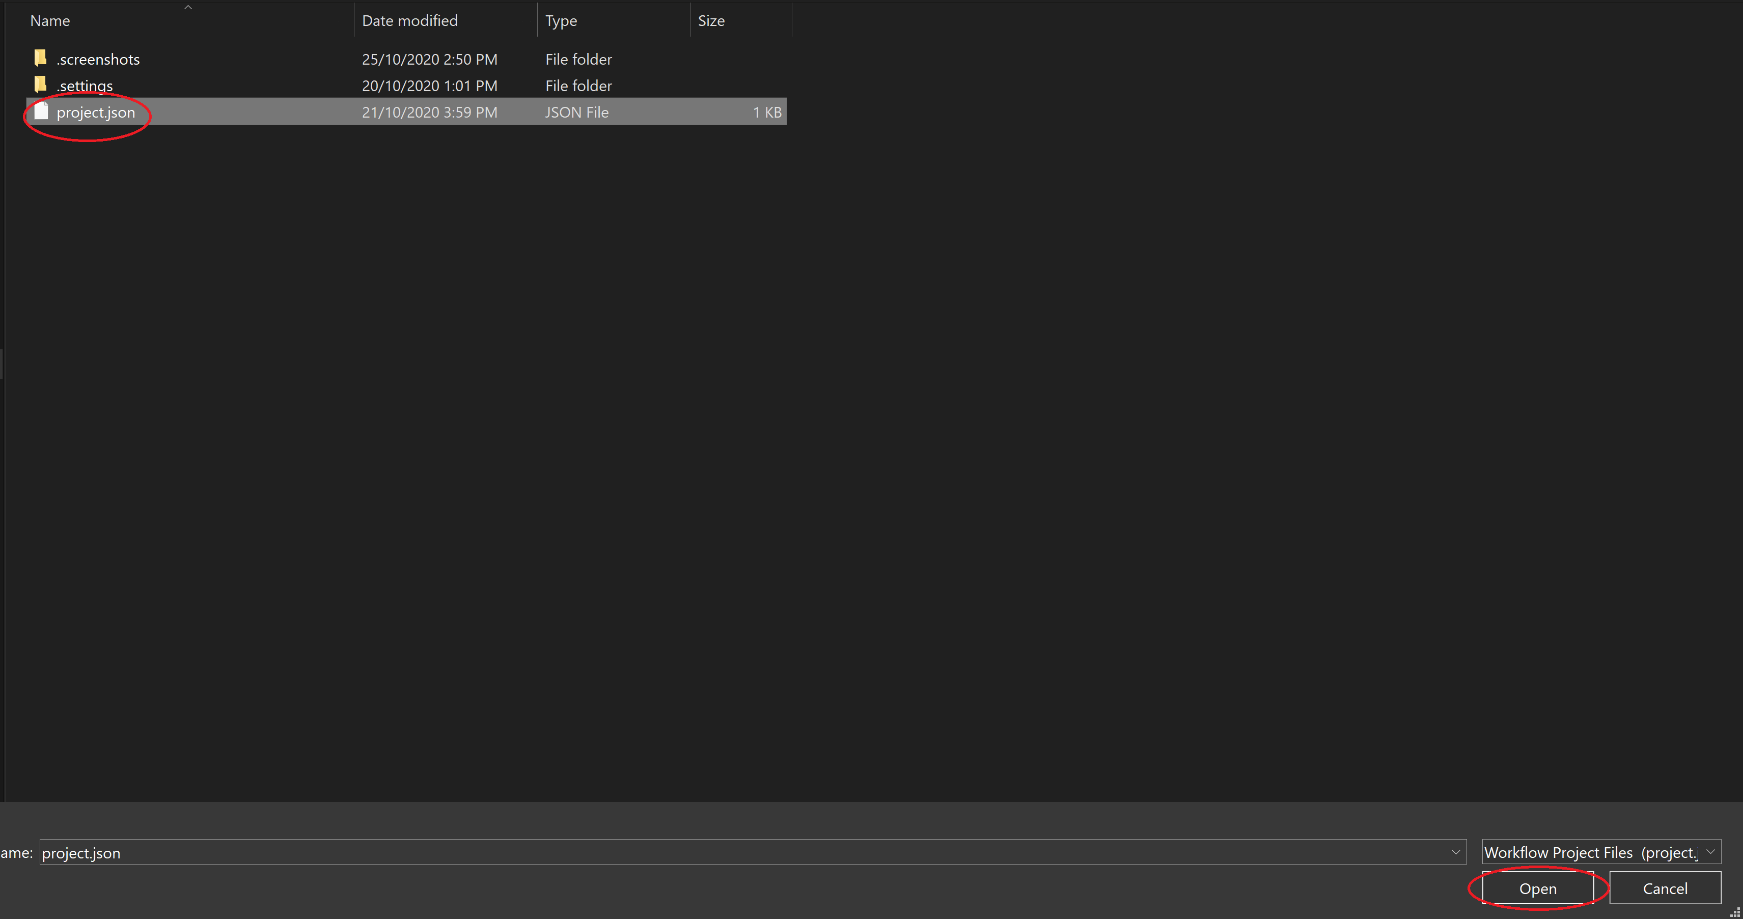 Name Date modified Type Size
.screenshots 25/10/2020 2:50 PM File folder
.settings 20/10/2020 1:01 PM File folder
project.json 21/10/2020 3:59 PM JSON File 1 KB
ame: project.json Workflow Project Files (project.j
Open Cancel